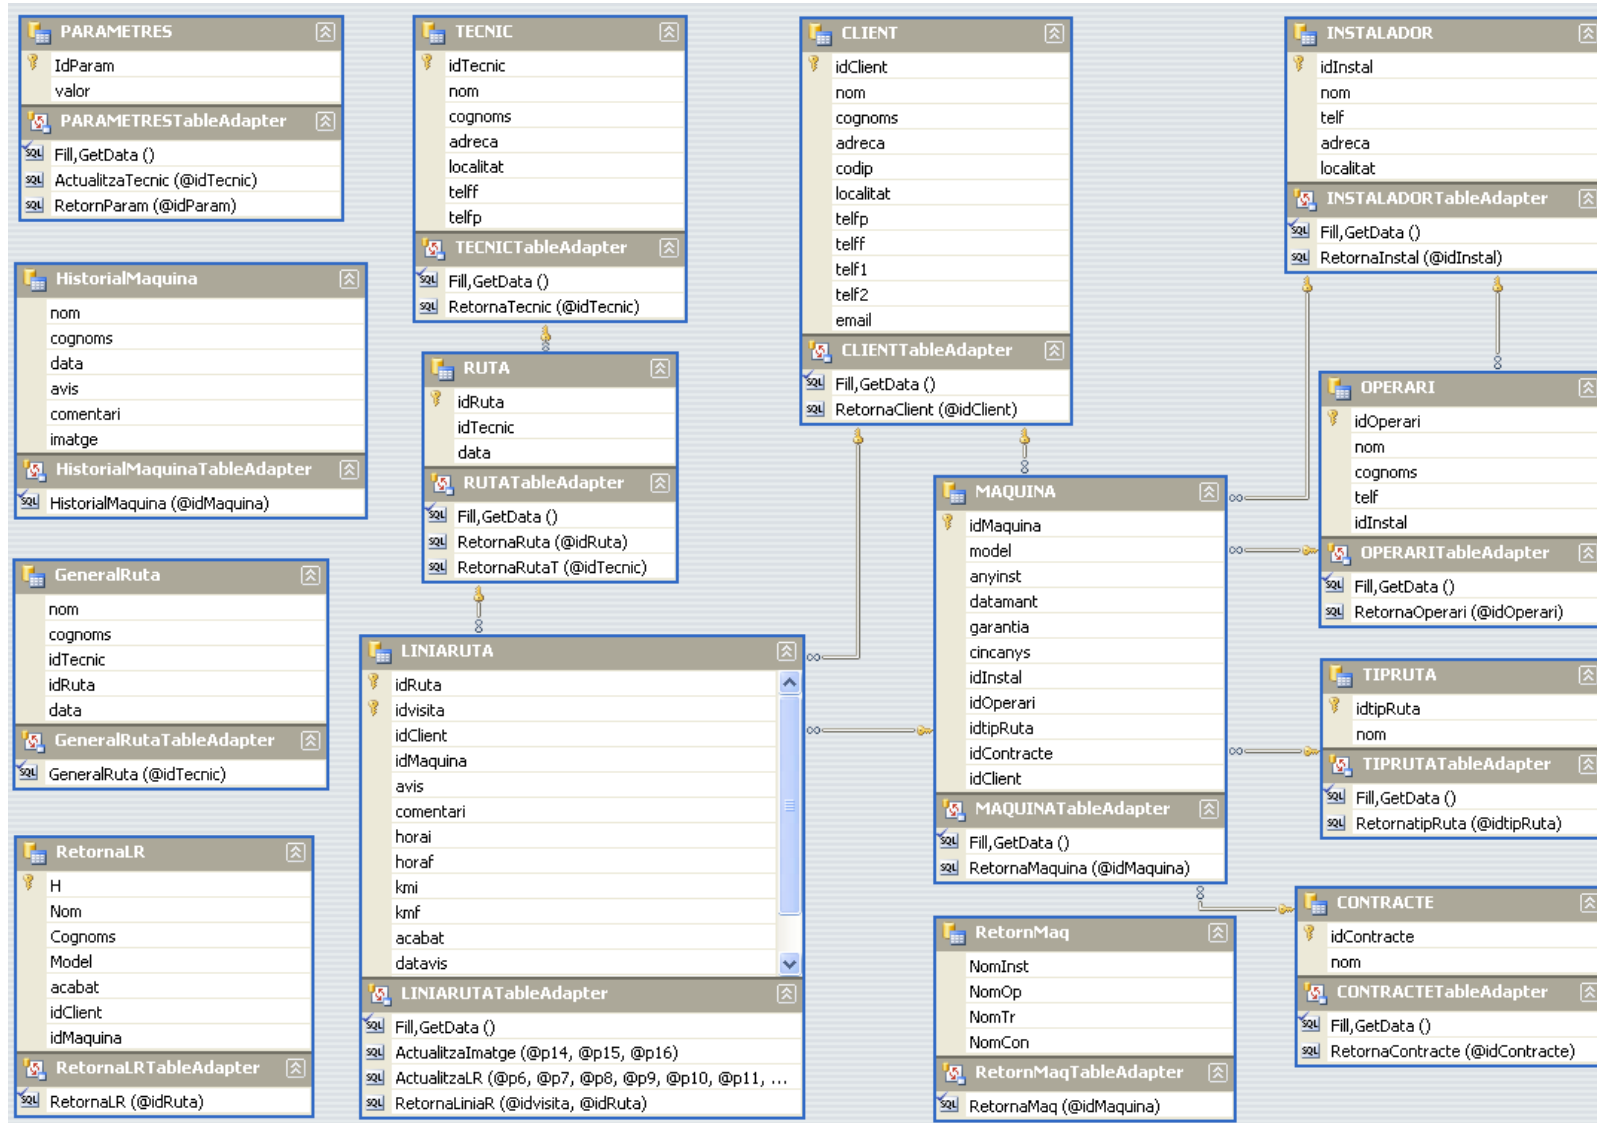 PARAMETRES
IdParam
valor
PARAMETRESTableAdapter
Fill,GetData ()
ActualitzaTecnic (@idTecnic)
RetornParam (@idParam)
TECNIC
idTecnic
nom
cognoms
adreca
localitat
telff
telfp
TECNICTableAdapter
Fill,GetData ()
RetornaTecnic (@idTecnic)
CLIENT
idClient
nom
cognoms
adreca
codip
localitat
telfp
telff
telf1
telf2
email
CLIENTTableAdapter
Fill,GetData ()
RetornaClient (@idClient)
INSTALADOR
idInstal
nom
telf
adreca
localitat
INSTALADORTableAdapter
Fill,GetData ()
RetornaInstal (@idInstal)
HistorialMaquina
nom
cognoms
data
avis
comentari
imatge
HistorialMaquinaTableAdapter
HistorialMaquina (@idMaquina)
RUTA
idRuta
idTecnic
data
RUTATableAdapter
Fill,GetData ()
RetornaRuta (@idRuta)
RetornaRutaT (@idTecnic)
OPERARI
idOperari
nom
cognoms
telf
idInstal
OPERARITableAdapter
Fill,GetData ()
RetornaOperari (@idOperari)
MAQUINA
idMaquina
model
anyinst
datamant
garantia
cincanys
idInstal
idOperari
idtipRuta
idContracte
idClient
MAQUINATableAdapter
Fill,GetData ()
RetornaMaquina (@idMaquina)
GeneralRuta
nom
cognoms
idTecnic
idRuta
data
GeneralRutaTableAdapter
GeneralRuta (@idTecnic)
LINIARUTA
idRuta
idvisita
idClient
idMaquina
avis
comentari
horai
horaf
kmi
kmf
acabat
datavis
LINIARUTATableAdapter
Fill,GetData ()
ActualitzaImatge (@p14, @p15, @p16)
ActualitzaLR (@p6, @p7, @p8, @p9, @p10, @p11, ...
RetornaLiniaR (@idvisita, @idRuta)
TIPRUTA
idtipRuta
nom
TIPRUTATableAdapter
Fill,GetData ()
RetornatipRuta (@idtipRuta)
RetornaLR
H
Nom
Cognoms
Model
acabat
idClient
idMaquina
RetornaLRTableAdapter
RetornaLR (@idRuta)
RetornMaq
NomInst
NomOp
NomTr
NomCon
RetornMaqTableAdapter
RetornaMaq (@idMaquina)
CONTRACTE
idContracte
nom
CONTRACTETableAdapter
Fill,GetData ()
RetornaContracte (@idContracte)